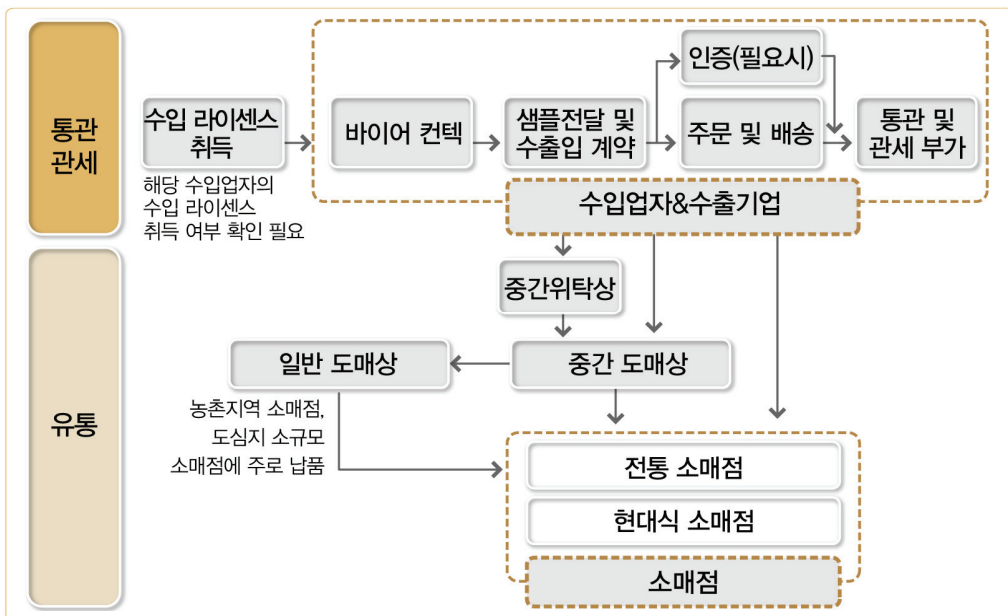 통관
관세
수입 라이센스
취득
해당 수입업자의
수입 라이센스
취득 여부 확인 필요
바이어 컨텍
샘플전달 및
수출입 계약
인증(필요시)
주문 및 배송
통관 및
관세 부가
수입업자&수출기업
유통
중간위탁상
중간 도매상
일반 도매상
농촌지역 소매점,
도심지 소규모
소매점에 주로 납품
전통 소매점
현대식 소매점
소매점